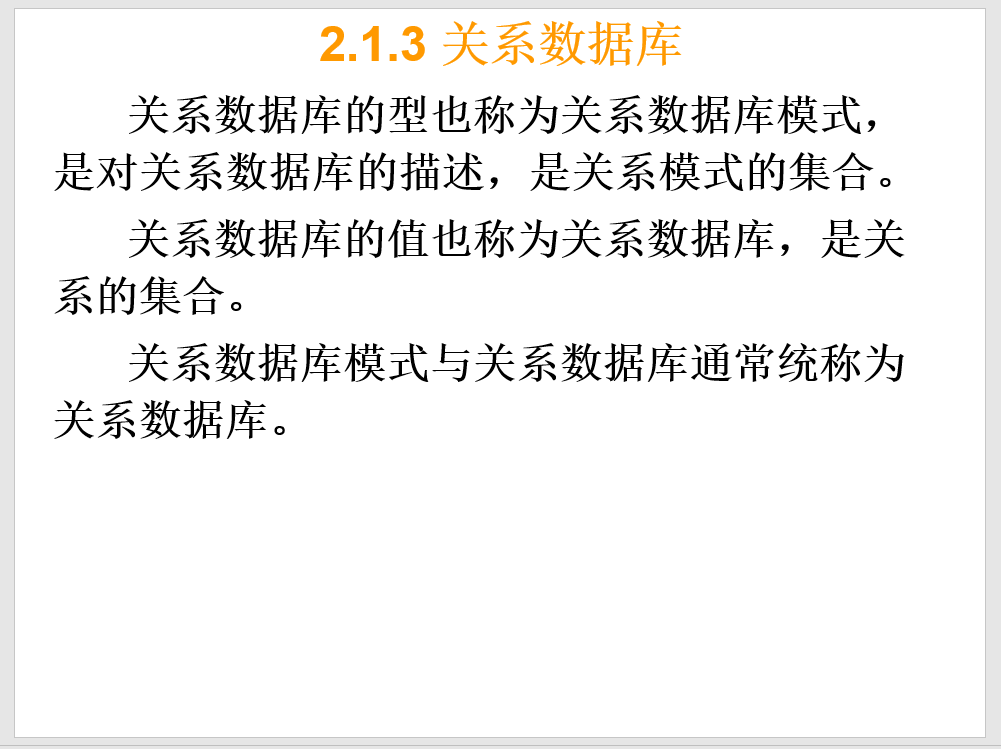 2.1.3 关系数据库
关系数据库的型也称为关系数据库模式，
是对关系数据库的描述，是关系模式的集合。
关系数据库的值也称为关系数据库，是关
系的集合。
关系数据库模式与关系数据库通常统称为
关系数据库。